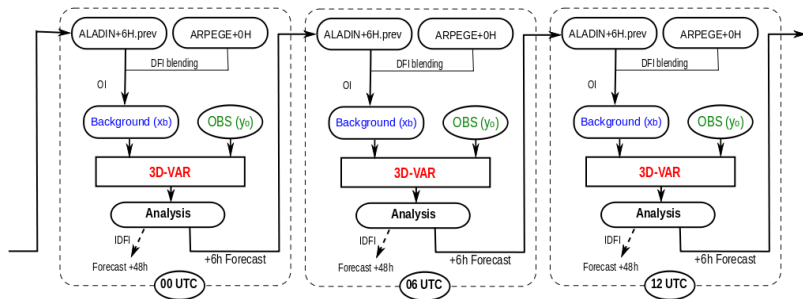 ALADIN+6H.prev
ARPEGE+0H
DFI blending
OI
Background (xb)
OBS (yo)
3D-VAR
Analysis
IDFI
+6h Forecast
Forecast +48h
00 UTC
ALADIN+6H.prev
ARPEGE+0H
DFI blending
OI
Background (xb)
OBS (yo)
3D-VAR
Analysis
IDFI
+6h Forecast
Forecast +48h
06 UTC
ALADIN+6H.prev
ARPEGE+0H
DFI blending
OI
Background (xb)
OBS (yo)
3D-VAR
Analysis
IDFI
+6h Forecast
Forecast +48h
12 UTC